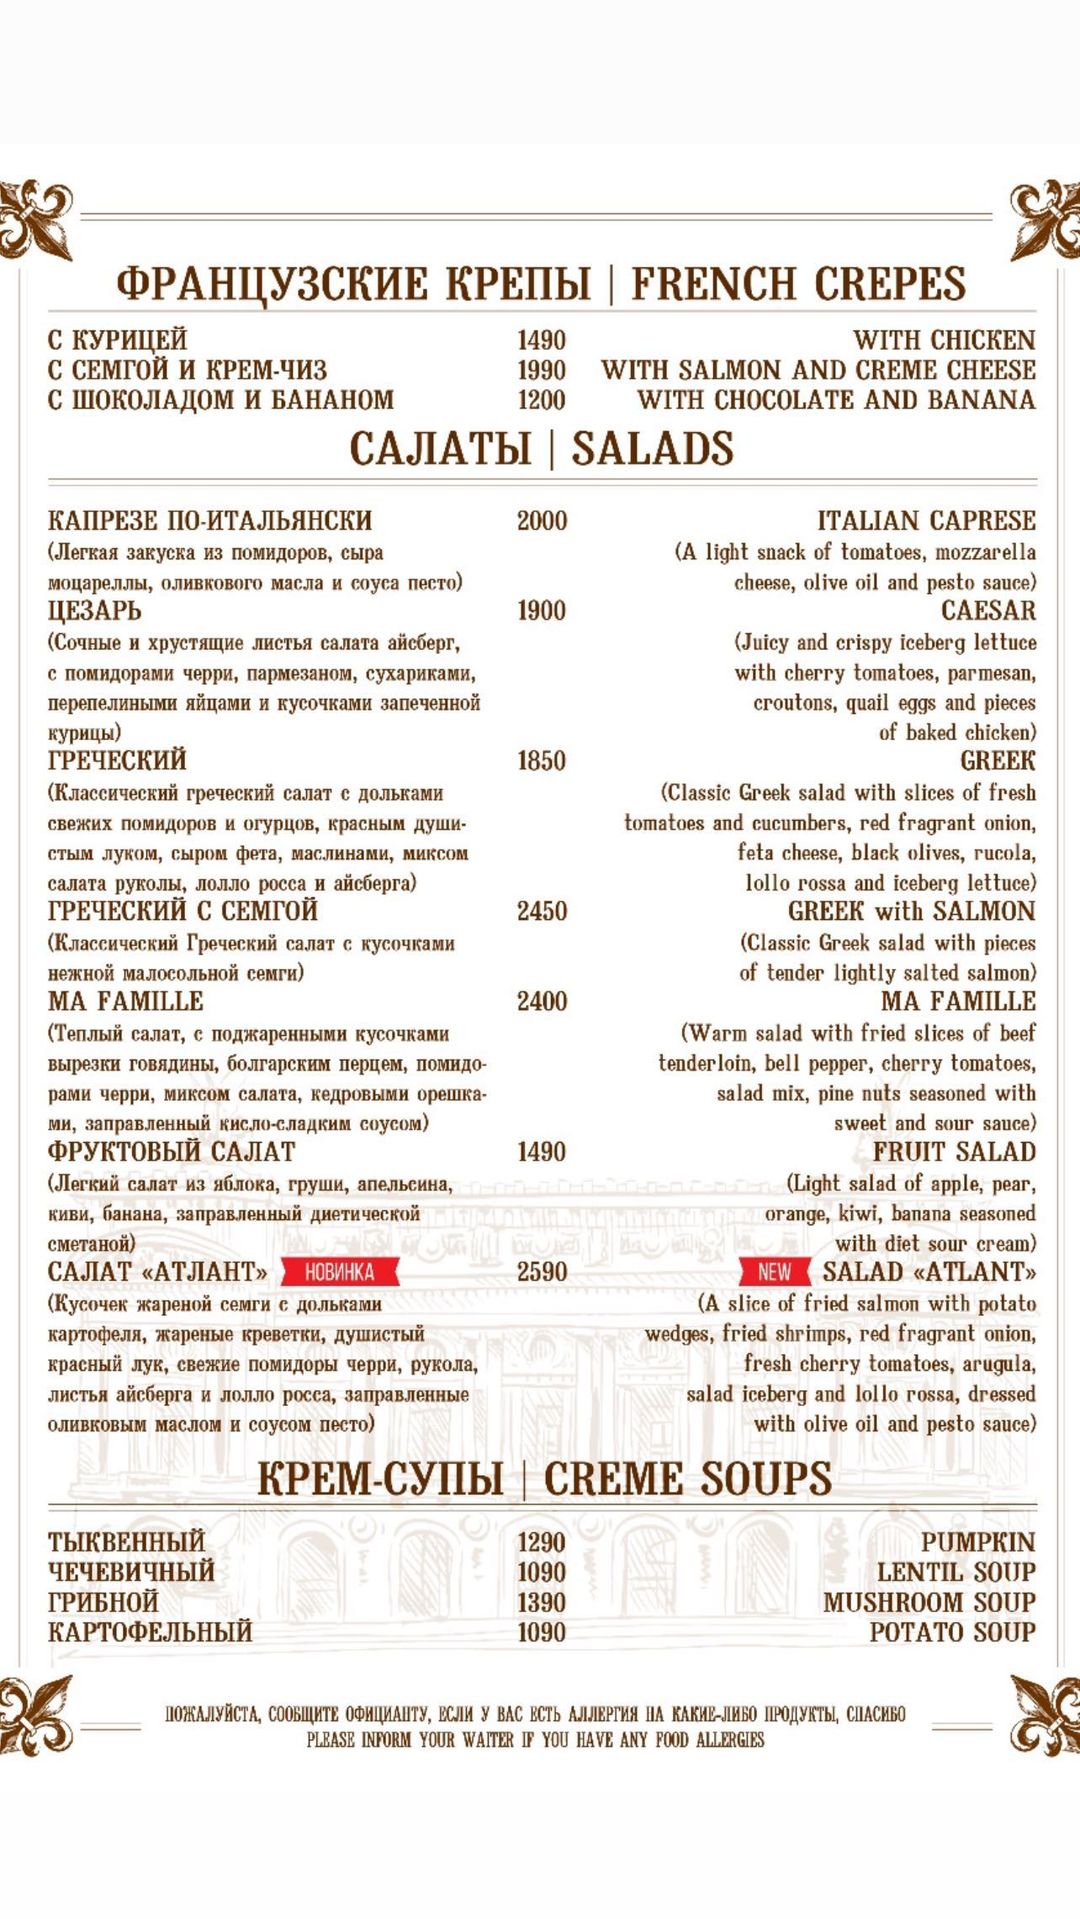 ФРАНЦУЗСКИЕ КРЕПЫ | FRENCH CREPES
С КУРИЦЕЙ 1490 WITH CHICKEN
С СЕМГОЙ И КРЕМ-ЧИЗ 1990 WITH SALMON AND CREME CHEESE
С ШОКОЛАДОМ И БАНАНОМ 1200 WITH CHOCOLATE AND BANANA
САЛАТЫ | SALADS
КАПРЕЗЕ ПО-ИТАЛЬЯНСКИ 2000 ITALIAN CAPRESE
(Легкая закуска из помидоров, сыра (A light snack of tomatoes, mozzarella
моцареллы, оливкового масла и соуса песто) cheese, olive oil and pesto sauce)
ЦЕЗАРЬ 1900 CAESAR
(Сочные и хрустящие листья салата айсберг, (Juicy and crispy iceberg lettuce
с помидорами черри, пармезаном, сухариками, with cherry tomatoes, parmesan,
перепелиными яйцами и кусочками запеченной croutons, quail eggs and pieces
курицы) of baked chicken)
ГРЕЧЕСКИЙ 1850 GREEK
(Классический греческий салат с дольками (Classic Greek salad with slices of fresh
свежих помидоров и огурцов, красным души- tomatoes and cucumbers, red fragrant onion,
стым луком, сыром фета, маслинами, миксом feta cheese, black olives, rucola,
салата руколы, лолло росса и айсберга) lollo rossa and iceberg lettuce)
ГРЕЧЕСКИЙ С СЕМГОЙ 2450 GREEK with SALMON
(Классический Греческий салат с кусочками (Classic Greek salad with pieces
нежной малосольной семги) of tender lightly salted salmon)
MA FAMILLE 2400 MA FAMILLE
(Теплый салат, с поджаренными кусочками (Warm salad with fried slices of beef
вырезки говядины, болгарским перцем, помидо- tenderloin, bell pepper, cherry tomatoes,
рами черри, миксом салата, кедровыми орешка- salad mix, pine nuts seasoned with
ми, заправленный кисло-сладким соусом) sweet and sour sauce)
ФРУКТОВЫЙ САЛАТ 1490 FRUIT SALAD
(Легкий салат из яблока, груши, апельсина, (Light salad of apple, pear,
киви, банана, заправленный диетической orange, kiwi, banana seasoned
сметаной) with diet sour cream)
САЛАТ «АТЛАНТ» НОВИНКА 2590 NEW SALAD «ATLANT»
(Кусочек жареной семги с дольками (A slice of fried salmon with potato
картофеля, жареные креветки, душистый wedges, fried shrimps, red fragrant onion,
красный лук, свежие помидоры черри, рукола, fresh cherry tomatoes, arugula,
листья айсберга и лолло росса, заправленные salad iceberg and lollo rossa, dressed
оливковым маслом и соусом песто) with olive oil and pesto sauce)
КРЕМ-СУПЫ | CREME SOUPS
ТЫКВЕННЫЙ 1290 PUMPKIN
ЧЕЧЕВИЧНЫЙ 1090 LENTIL SOUP
ГРИБНОЙ 1390 MUSHROOM SOUP
КАРТОФЕЛЬНЫЙ 1090 POTATO SOUP
ПОЖАЛУЙСТА, СООБЩИТЕ ОФИЦИАНТУ, ЕСЛИ У ВАС ЕСТЬ АЛЛЕРГИЯ НА КАКИЕ-ЛИБО ПРОДУКТЫ, СПАСИБО
PLEASE INFORM YOUR WAITER IF YOU HAVE ANY FOOD ALLERGIES